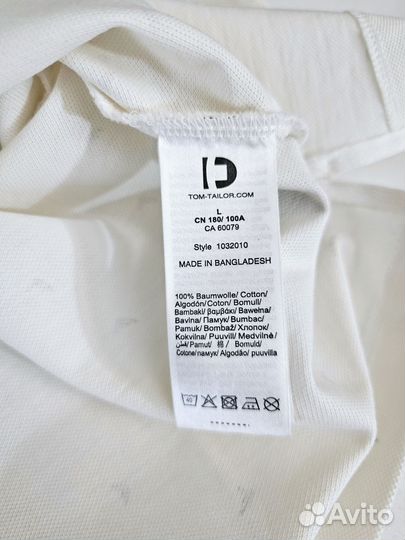 TOM-TAILOR.COM
L
CN 180/ 100A
CA 60079
Style 1032010
MADE IN BANGLADESH
100% Baumwolle/ Cotton/
Algodón/ Coton/ Bomull/
Bambaki/ βαμβάκι/ Bawełna/
Bavlna/ Памук/ Bumbac/
Pamuk/ Bombaž/ Хлопок/
Kokvilna/ Puuvill/ Medvilnė/
قطن/ Pamut/ 棉/ Bomuld/
Cotone/ памук/ Algodão/ puuvilla
40
Avito